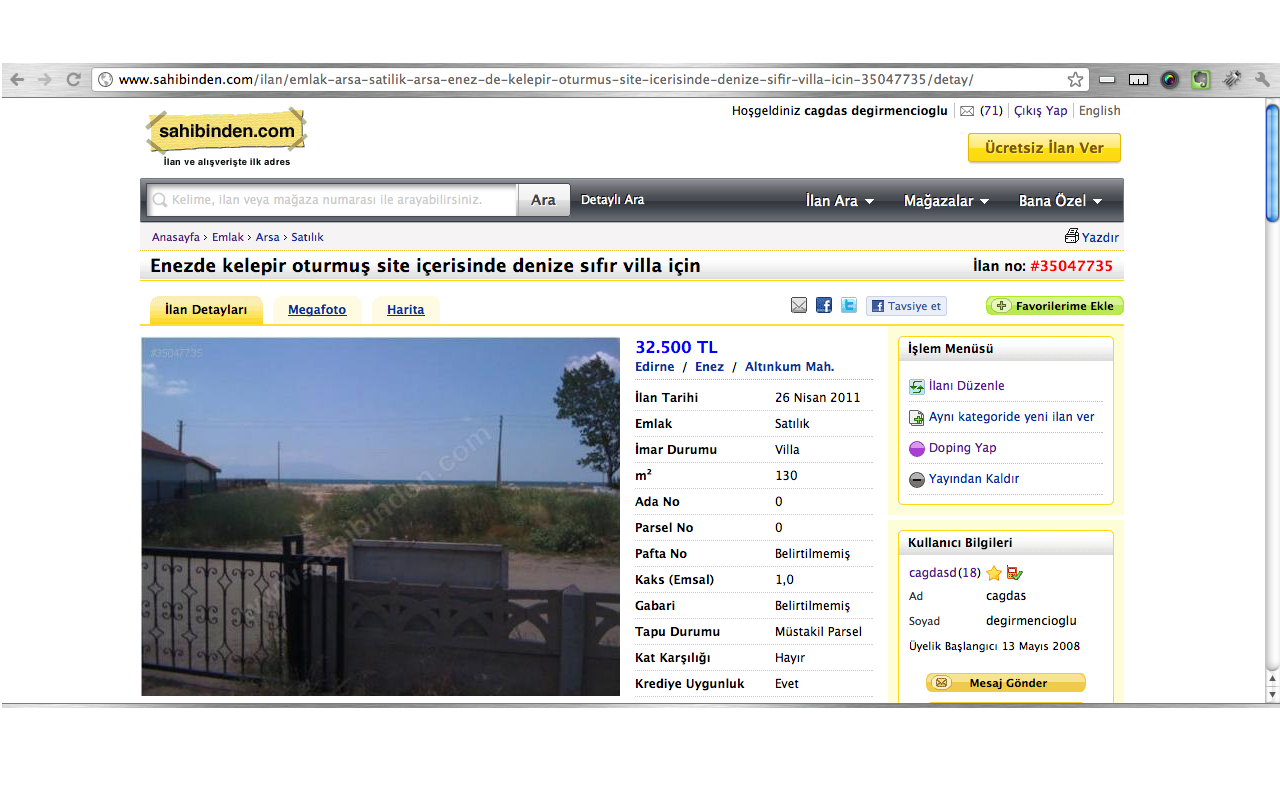 www.sahibinden.com/ilan/emlak-arsa-satilik-arsa-enez-de-kelepir-oturmus-site-icerisinde-denize-sifir-villa-icin-35047735/detay/
sahibinden.com
İlan ve alışverişte ilk adres
Hoşgeldiniz cagdas degirmencioglu (71) Çıkış Yap English
Ücretsiz İlan Ver
Kelime, ilan veya mağaza numarası ile arayabilirsiniz. Ara Detaylı Ara İlan Ara Mağazalar Bana Özel
Anasayfa › Emlak › Arsa › Satılık Yazdır
Enezde kelepir oturmuş site içerisinde denize sıfır villa için İlan no: #35047735
İlan Detayları Megafoto Harita Tavsiye et Favorilerime Ekle
#35047735
www.sahibinden.com
32.500 TL
Edirne / Enez / Altınkum Mah.
İlan Tarihi 26 Nisan 2011
Emlak Satılık
İmar Durumu Villa
m² 130
Ada No 0
Parsel No 0
Pafta No Belirtilmemiş
Kaks (Emsal) 1,0
Gabari Belirtilmemiş
Tapu Durumu Müstakil Parsel
Kat Karşılığı Hayır
Krediye Uygunluk Evet
İşlem Menüsü
İlanı Düzenle
Aynı kategoride yeni ilan ver
Doping Yap
Yayından Kaldır
Kullanıcı Bilgileri
cagdasd(18)
Ad cagdas
Soyad degirmencioglu
Üyelik Başlangıcı 13 Mayıs 2008
Mesaj Gönder